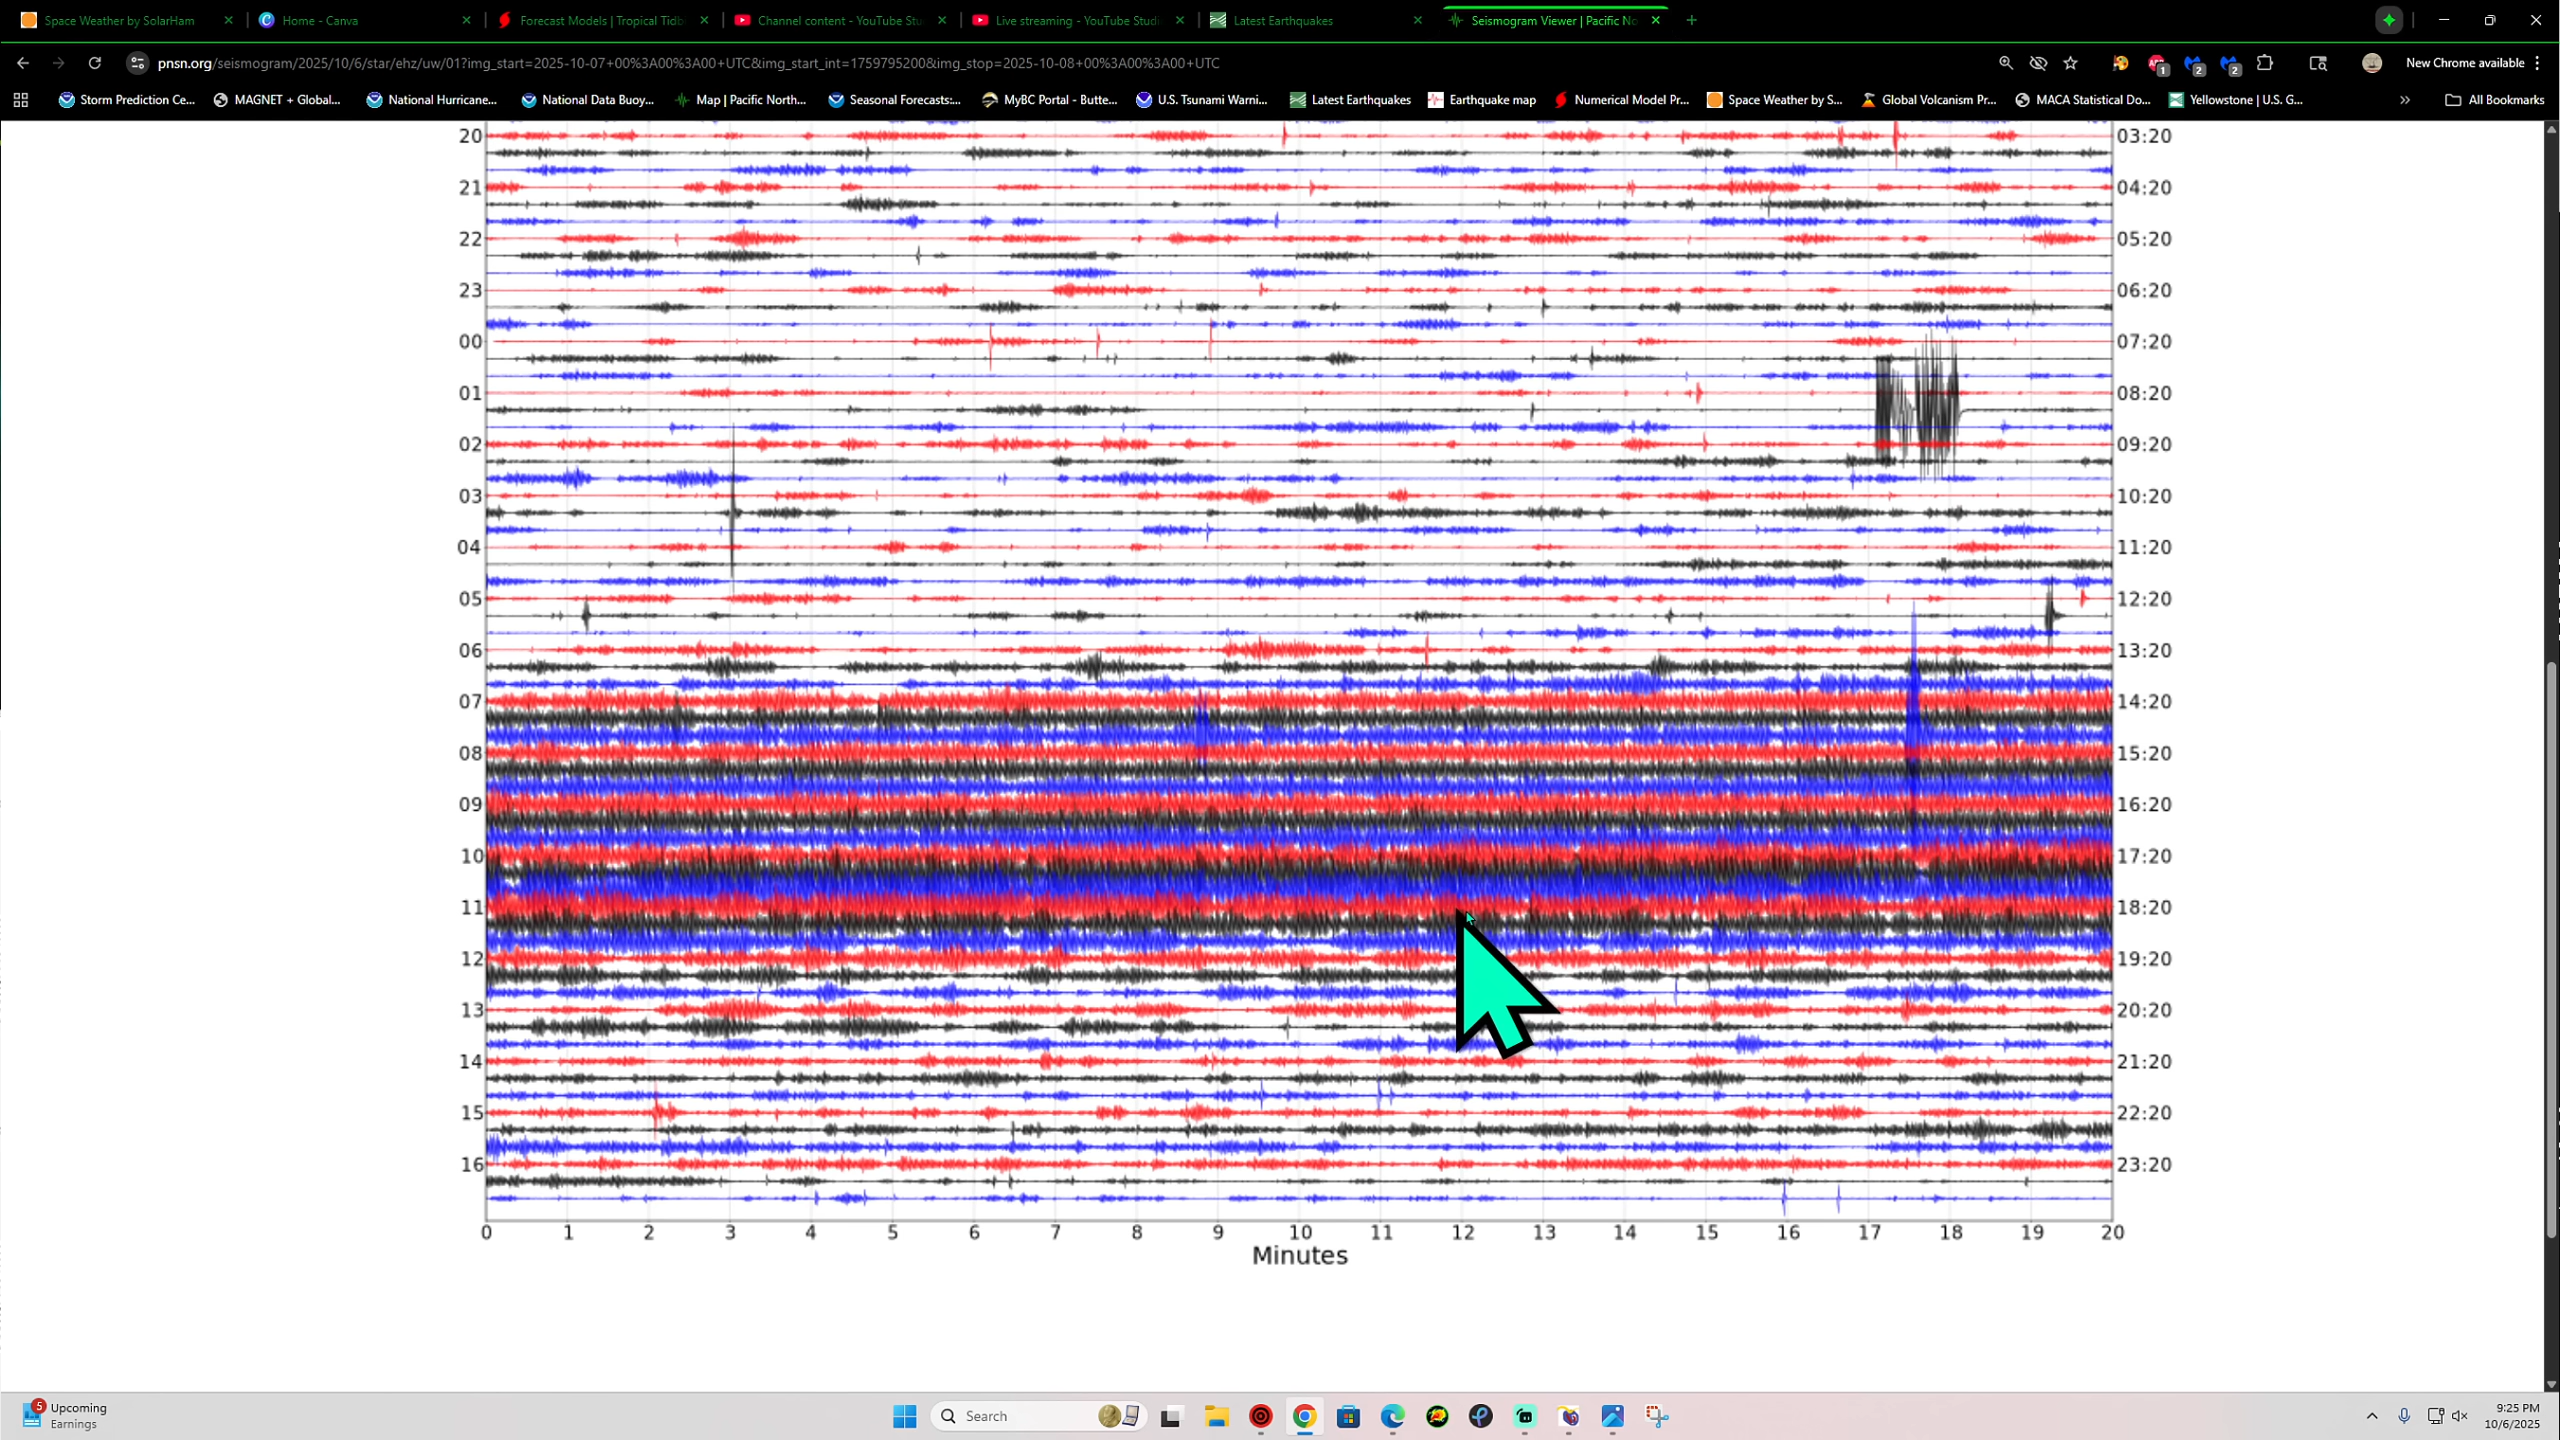 Space Weather by SolarHam
Home - Canva
Forecast Models | Tropical Tidb
Channel content - YouTube Stu
Live streaming - YouTube Studi
Latest Earthquakes
Seismogram Viewer | Pacific No
pnsn.org/seismogram/2025/10/6/star/ehz/uw/01?img_start=2025-10-07+00%3A00%3A00+UTC&img_start_int=1759795200&img_stop=2025-10-08+00%3A00%3A00+UTC
1
2
2
New Chrome available
Storm Prediction Ce...
MAGNET + Global...
National Hurricane...
National Data Buoy...
Map | Pacific North...
Seasonal Forecasts:...
MyBC Portal - Butte...
U.S. Tsunami Warni...
Latest Earthquakes
Earthquake map
Numerical Model Pr...
Space Weather by S...
Global Volcanism Pr...
MACA Statistical Do...
Yellowstone | U.S. G...
All Bookmarks
20 03:20
21 04:20
22 05:20
23 06:20
00 07:20
01 08:20
02 09:20
03 10:20
04 11:20
05 12:20
06 13:20
07 14:20
08 15:20
09 16:20
10 17:20
11 18:20
12 19:20
13 20:20
14 21:20
15 22:20
16 23:20
0 1 2 3 4 5 6 7 8 9 10 11 12 13 14 15 16 17 18 19 20
Minutes
5
Upcoming
Earnings
Search
9:25 PM
10/6/2025